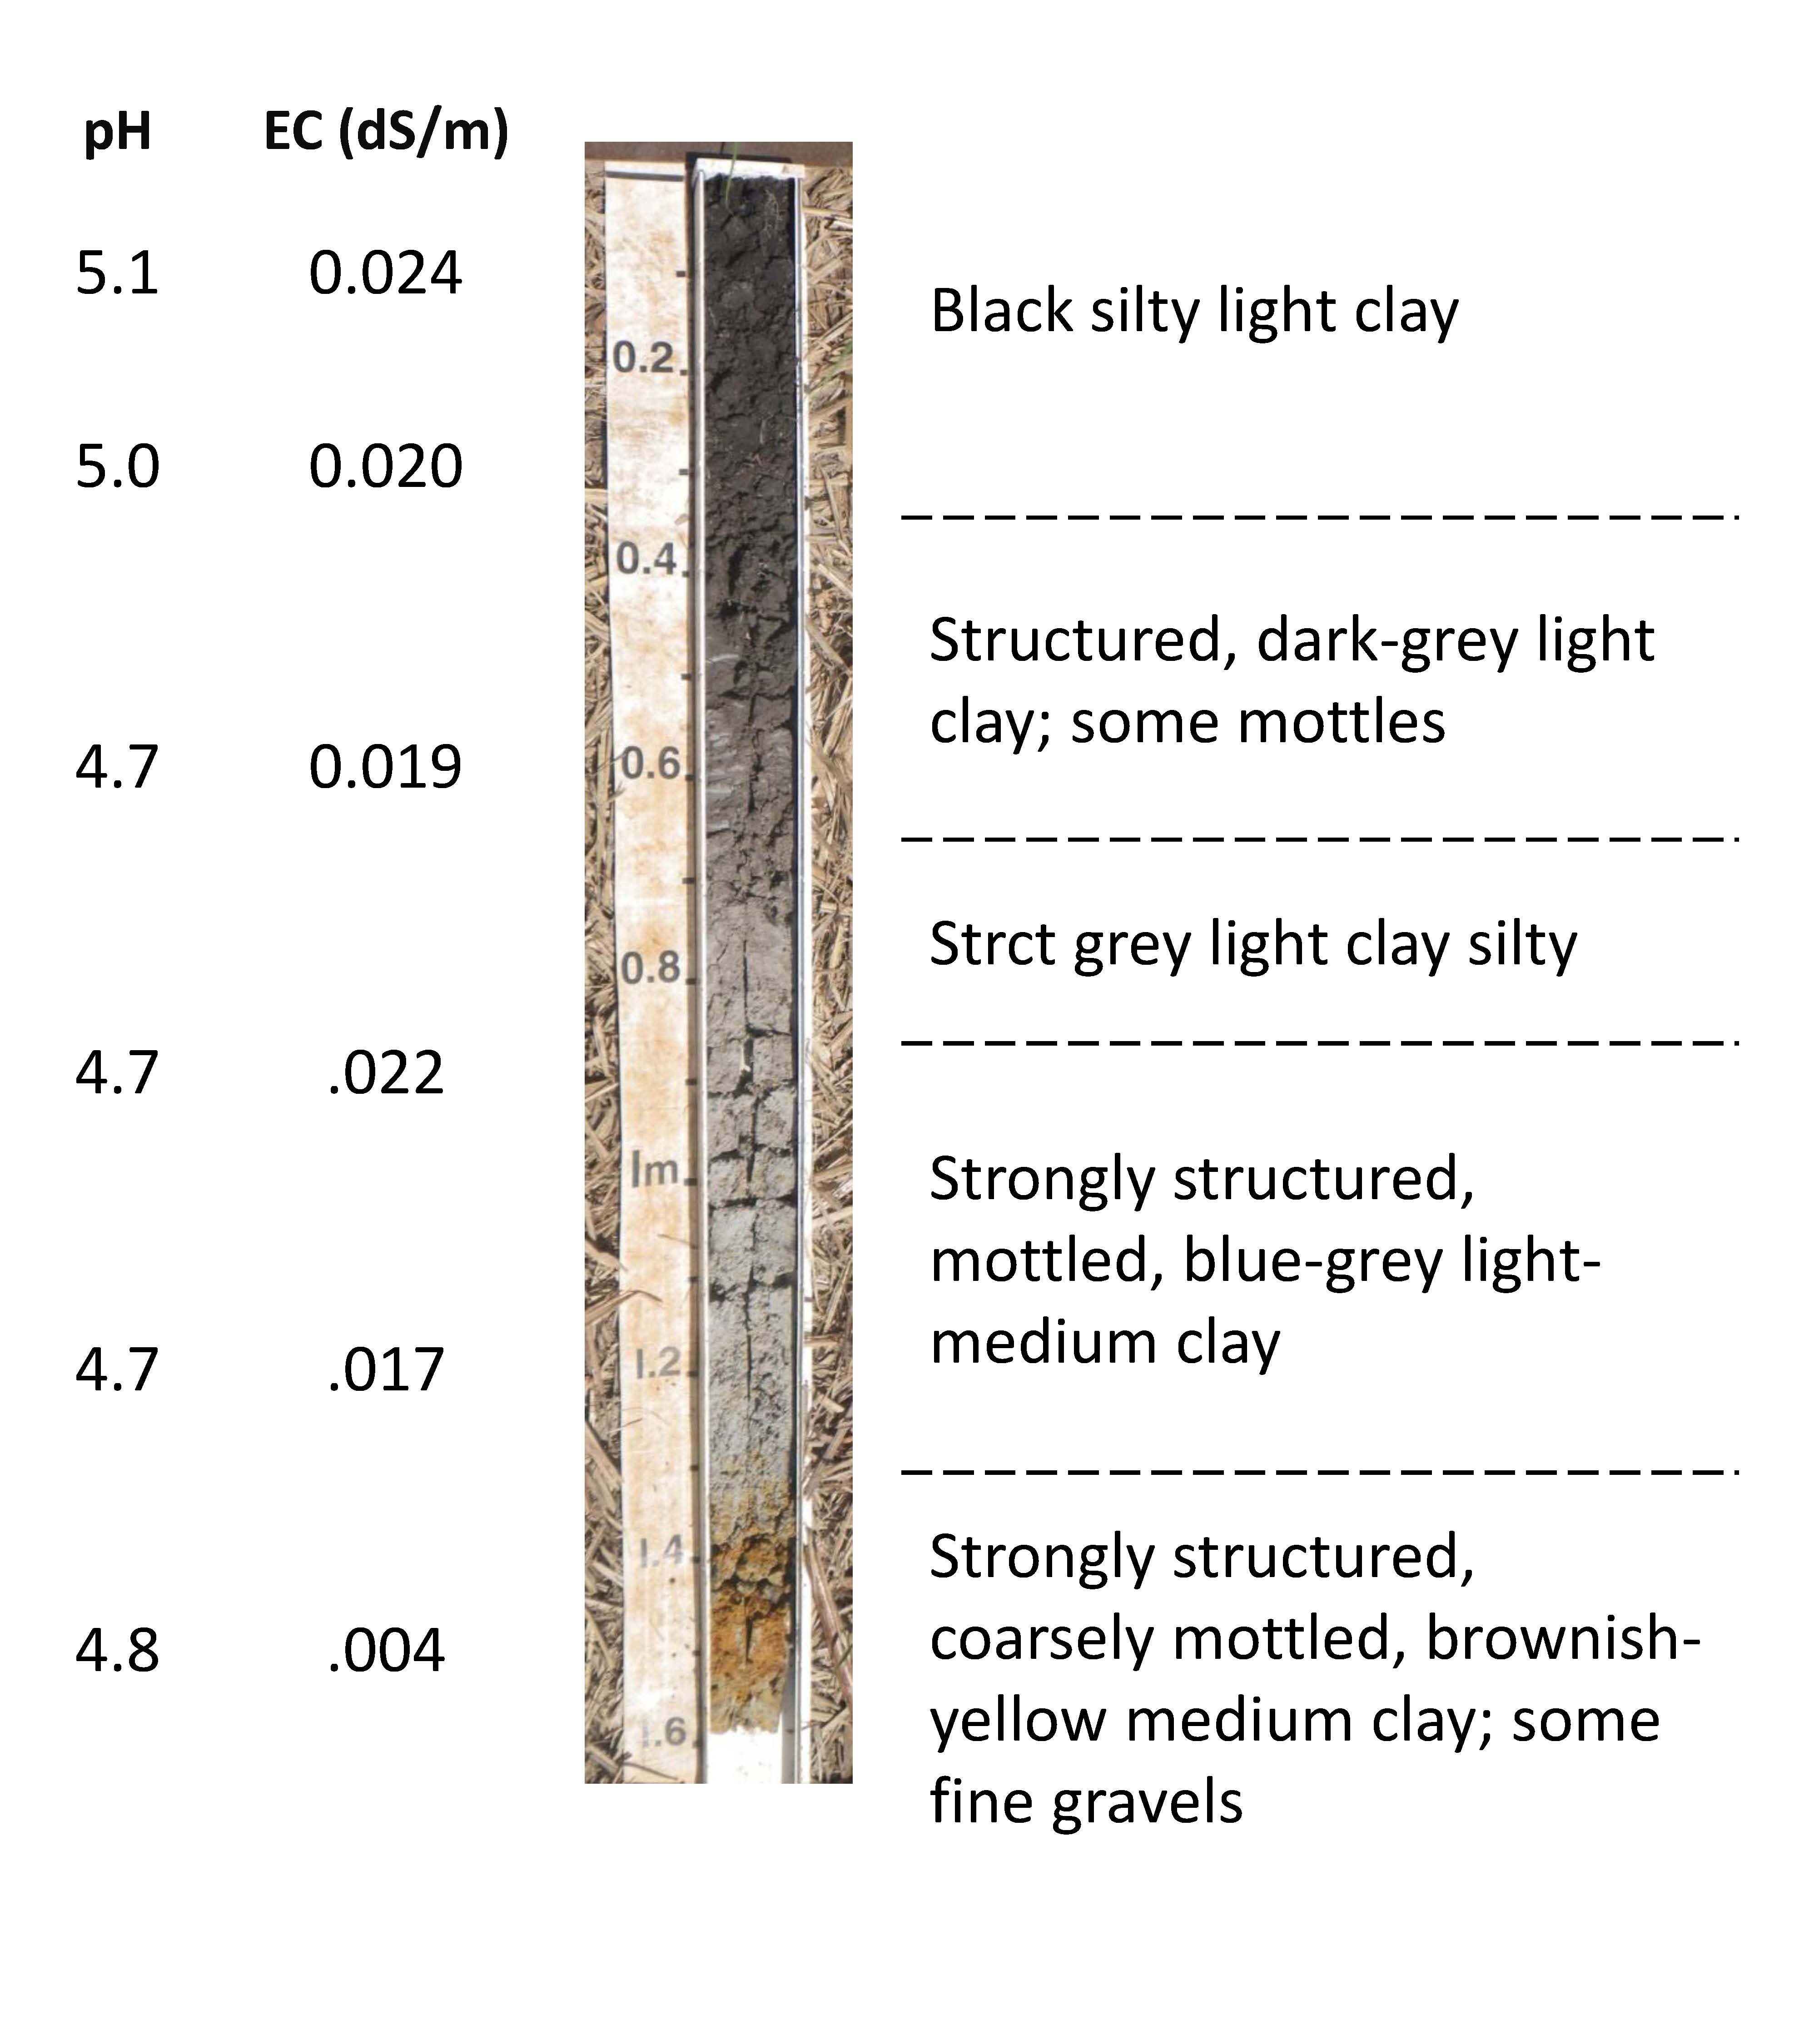 pH EC (dS/m)
5.1 0.024
Black silty light clay
0.2
5.0 0.020
0.4
Structured, dark-grey light
clay; some mottles
4.7 0.019
0.6
Strct grey light clay silty
0.8
4.7 .022
1m
Strongly structured,
mottled, blue-grey light-
medium clay
4.7 .017
1.2
1.4
Strongly structured,
coarsely mottled, brownish-
yellow medium clay; some
fine gravels
4.8 .004
1.6